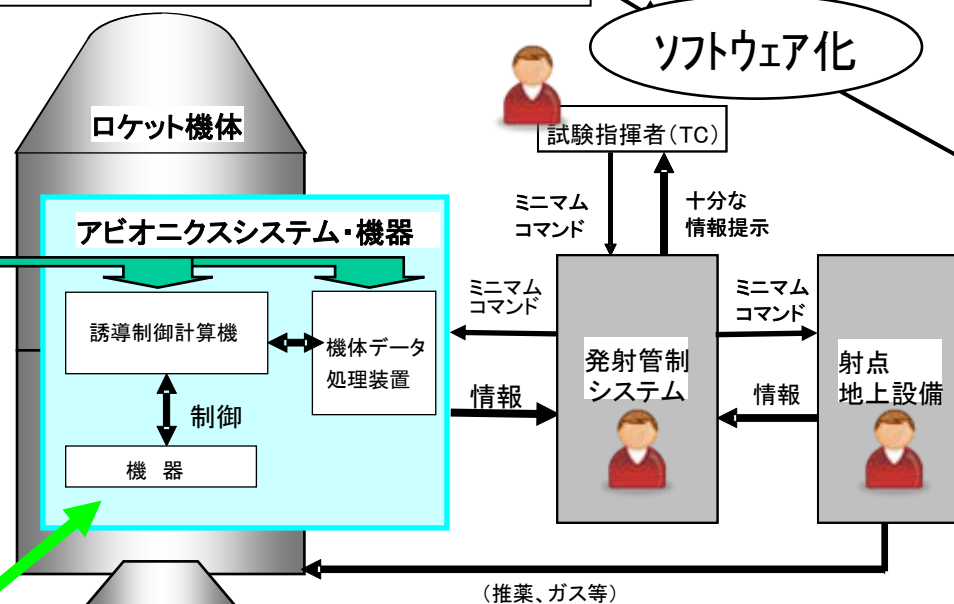 ソフトウェア化
ロケット機体
試験指揮者(TC)
ミニマム
コマンド
十分な
情報提示
アビオニクスシステム・機器
誘導制御計算機
機体データ
処理装置
制御
機 器
ミニマム
コマンド
情報
発射管制
システム
ミニマム
コマンド
情報
射点
地上設備
(推薬、ガス等)